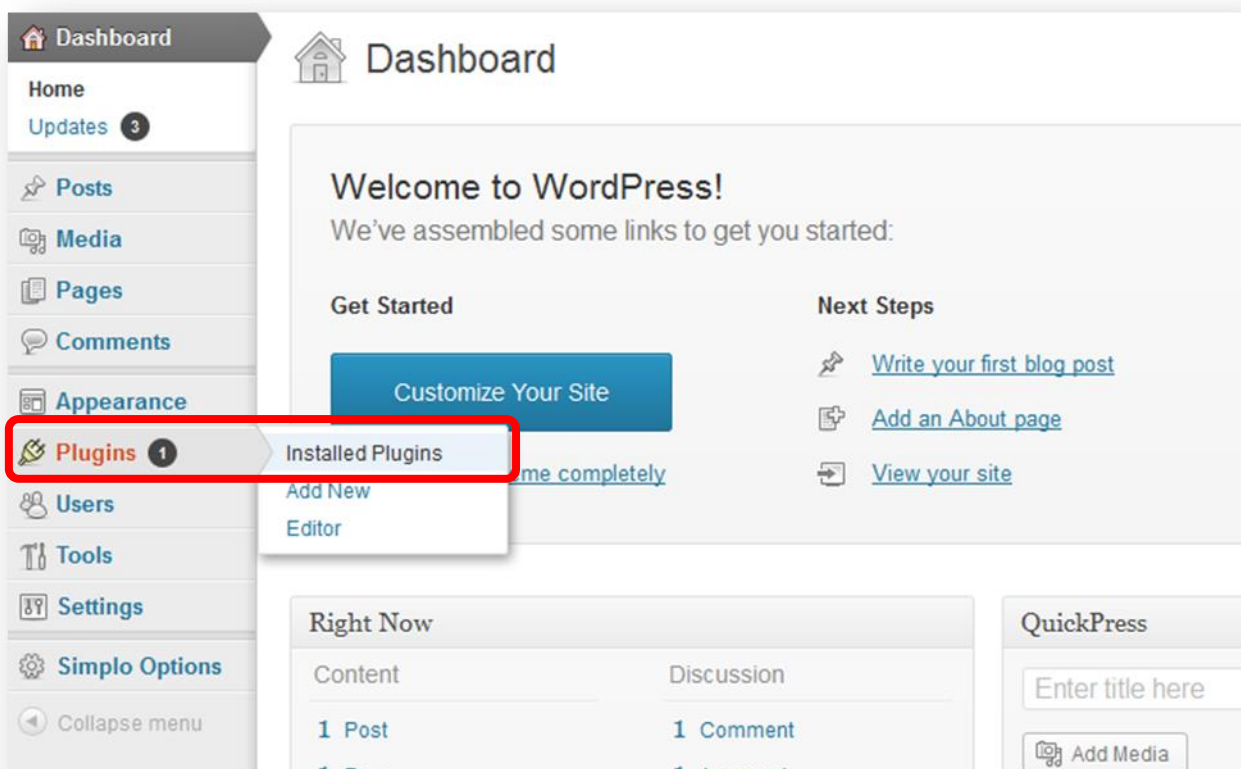 Dashboard
Home
Updates 3
Posts
Media
Pages
Comments
Appearance
Plugins 1
Users
Tools
Settings
Simplo Options
Collapse menu
Installed Plugins
Add New
Editor
Dashboard
Welcome to WordPress!
We've assembled some links to get you started:
Get Started
Customize Your Site
completely
Next Steps
Write your first blog post
Add an About page
View your site
Right Now
Content
Discussion
1 Post
1 Comment
QuickPress
Enter title here
Add Media